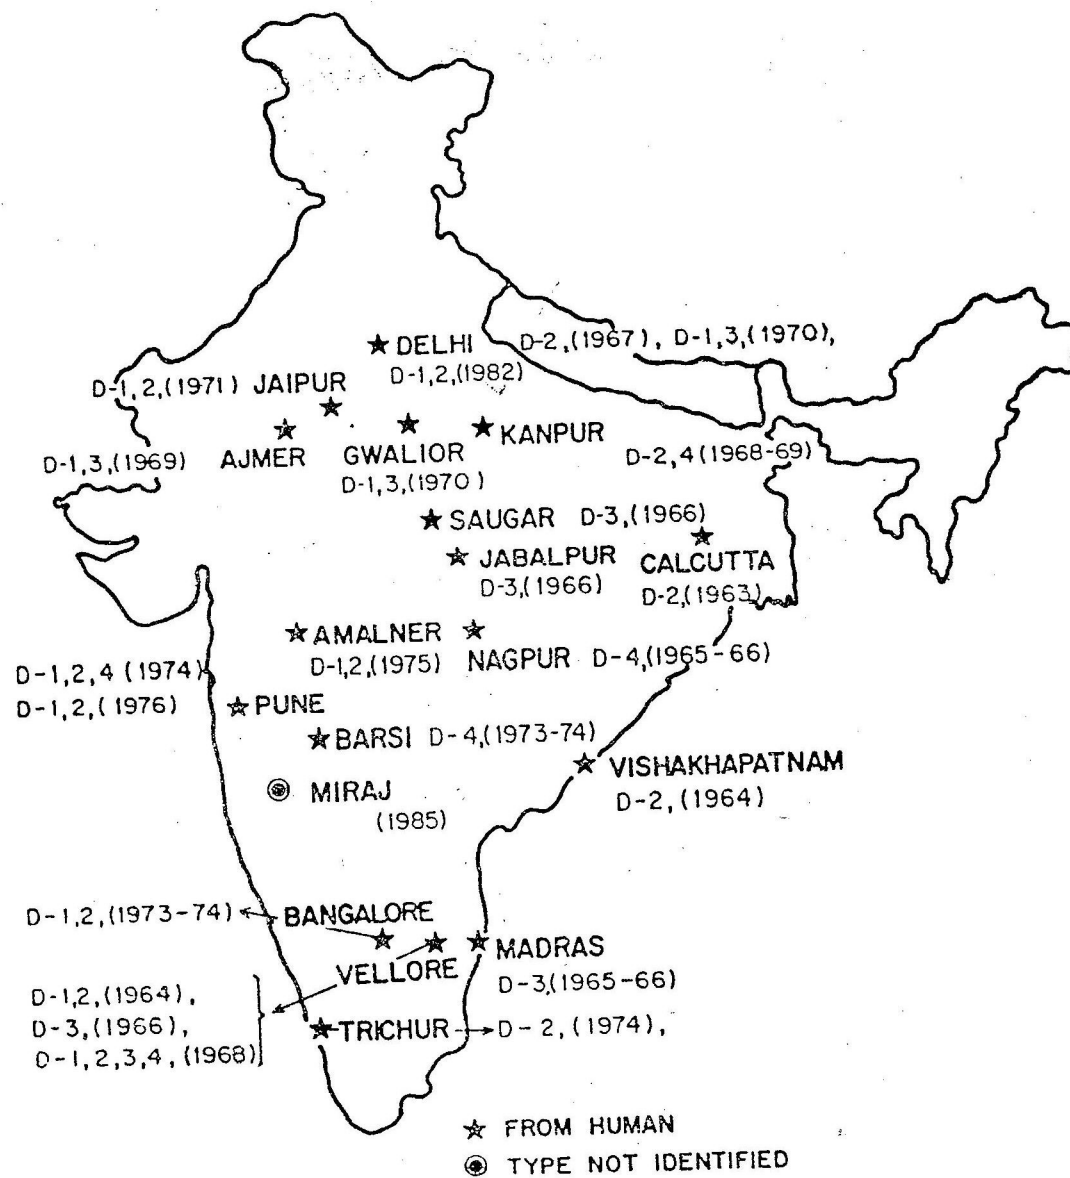 DELHI D-2,(1967), D-1,3,(1970),
D-1,2,(1982)
D-1,2,(1971) JAIPUR
KANPUR
D-1,3,(1969) AJMER GWALIOR D-2,4(1968-69)
D-1,3,(1970)
SAUGAR D-3,(1966)
JABALPUR CALCUTTA
D-3,(1966) D-2,(1963)
AMALNER
D-1,2,(1975) NAGPUR D-4,(1965-66)
D-1,2,4 (1974)
D-1,2,(1976) PUNE
BARSI D-4,(1973-74)
VISHAKHAPATNAM
D-2, (1964)
MIRAJ
(1985)
D-1,2,(1973-74) BANGALORE
MADRAS
D-3,(1965-66)
VELLORE
D-1,2,(1964),
D-3,(1966),
D-1,2,3,4,(1968)
TRICHUR D-2, (1974),
FROM HUMAN
TYPE NOT IDENTIFIED